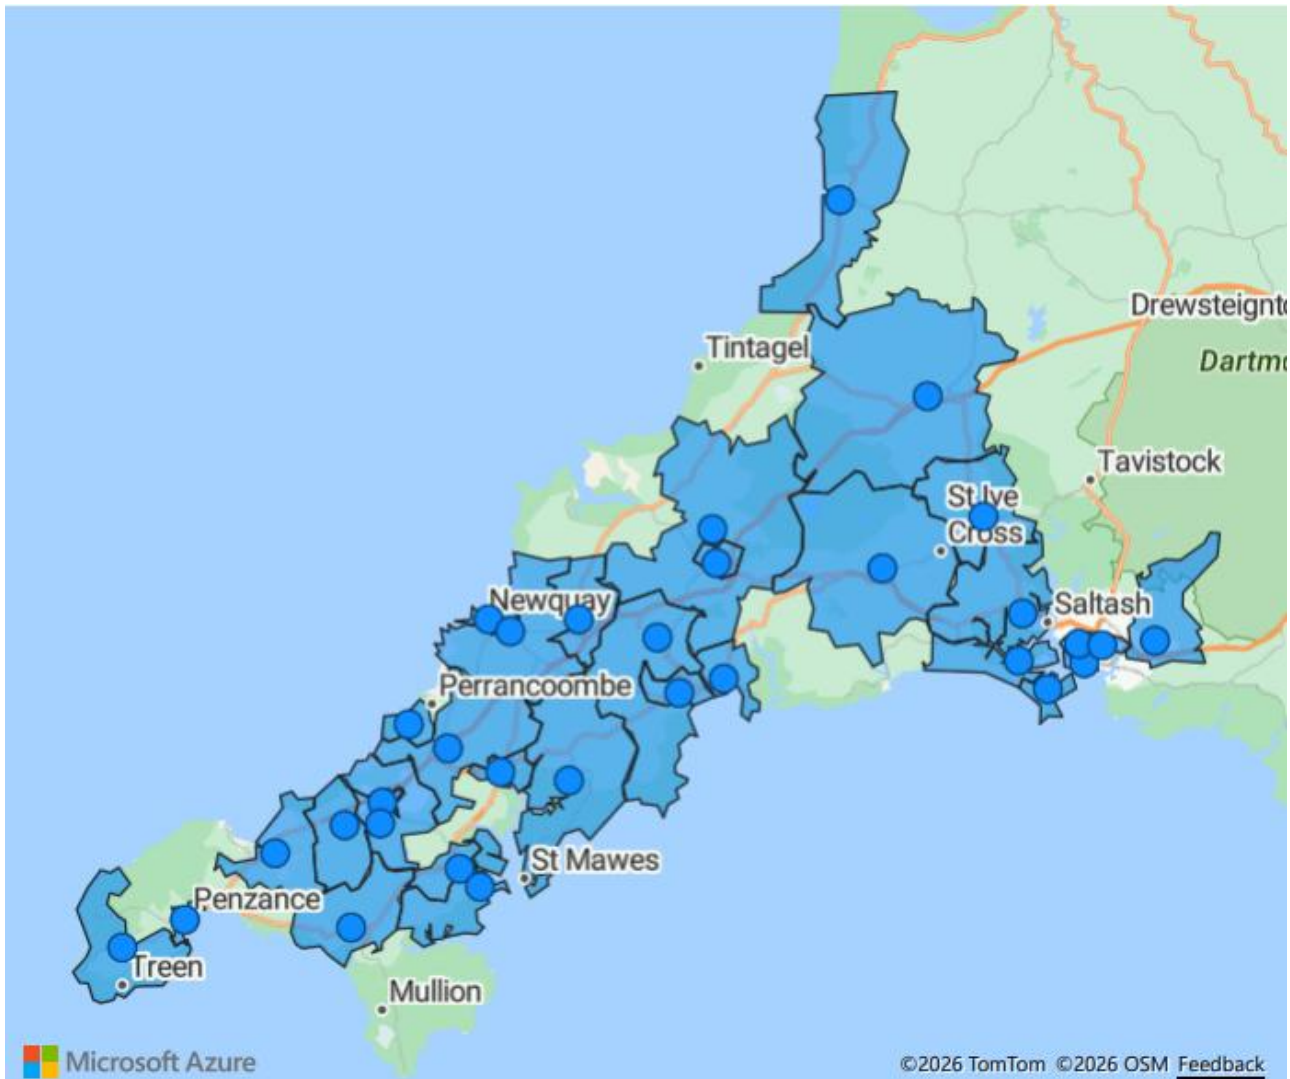 Tintagel
Drewsteignt
Dartm
Tavistock
St Ive
Cross
Newquay
Saltash
Perrancoombe
St Mawes
Penzance
Treen
Mullion
Microsoft Azure
©2026 TomTom ©2026 OSM Feedback